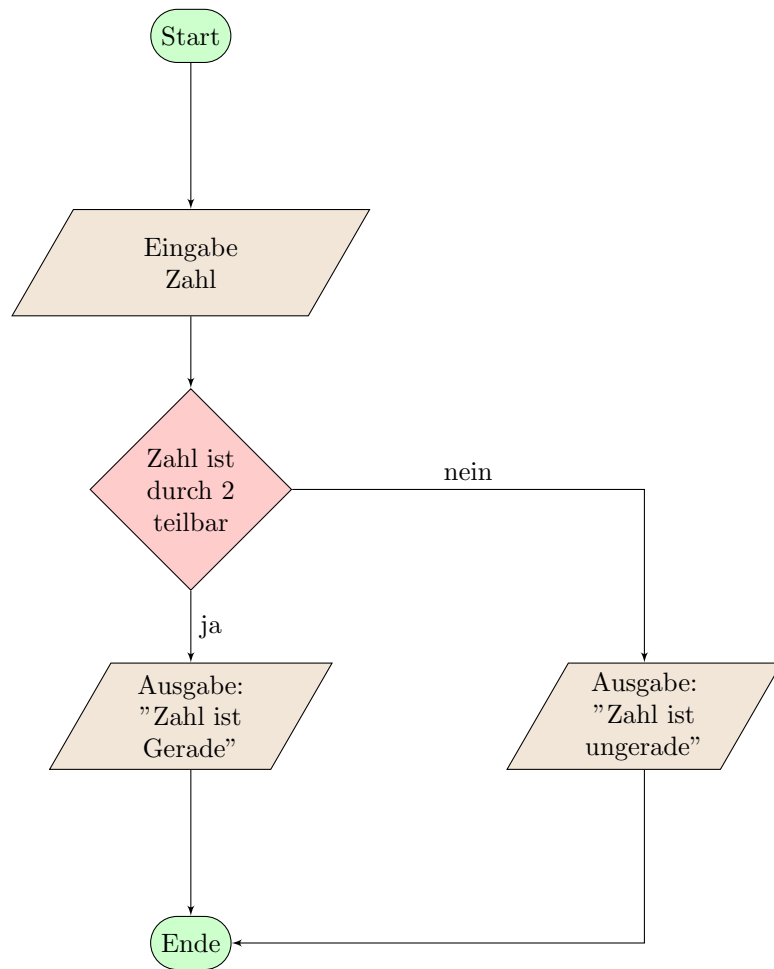 Start
Eingabe
Zahl
Zahl ist
durch 2
teilbar
nein
ja
Ausgabe:
”Zahl ist
Gerade”
Ausgabe:
”Zahl ist
ungerade”
Ende